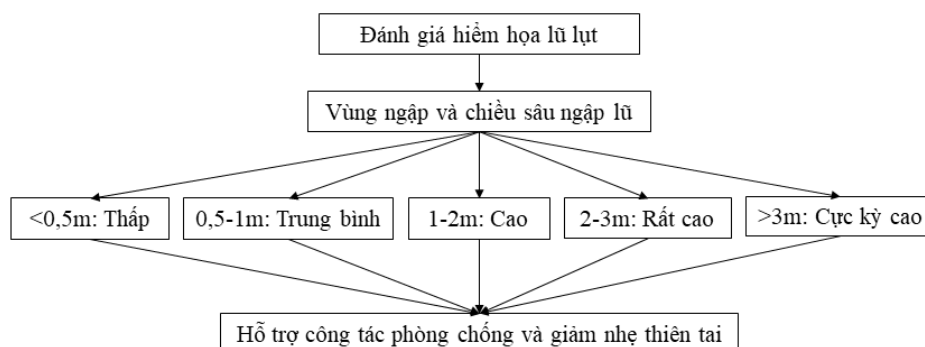 Đánh giá hiểm họa lũ lụt
Vùng ngập và chiều sâu ngập lũ
<0,5m: Thấp
0,5-1m: Trung bình
1-2m: Cao
2-3m: Rất cao
>3m: Cực kỳ cao
Hỗ trợ công tác phòng chống và giảm nhẹ thiên tai